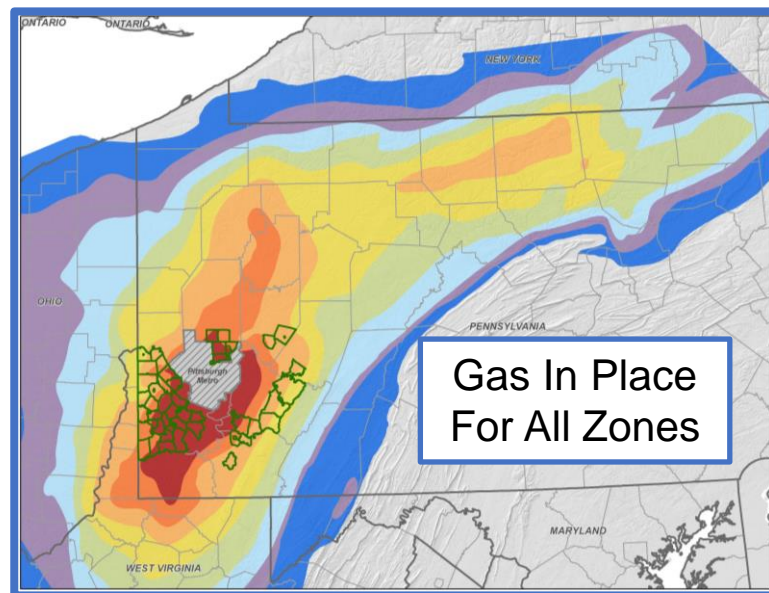 ONTARIO
ONTARIO
NEW YORK
OHIO
PENNSYLVANIA
Pittsburgh
Metro
Gas In Place
For All Zones
MARYLAND
WEST VIRGINIA